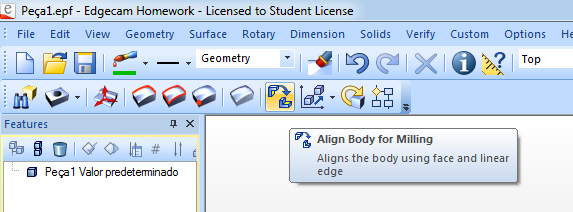 Peça1.epf - Edgecam Homework - Licensed to Student License
File Edit View Geometry Surface Rotary Dimension Solids Verify Custom Options He
Geometry Top
Features
Align Body for Milling
Aligns the body using face and linear
edge
Peça1 Valor predeterminado